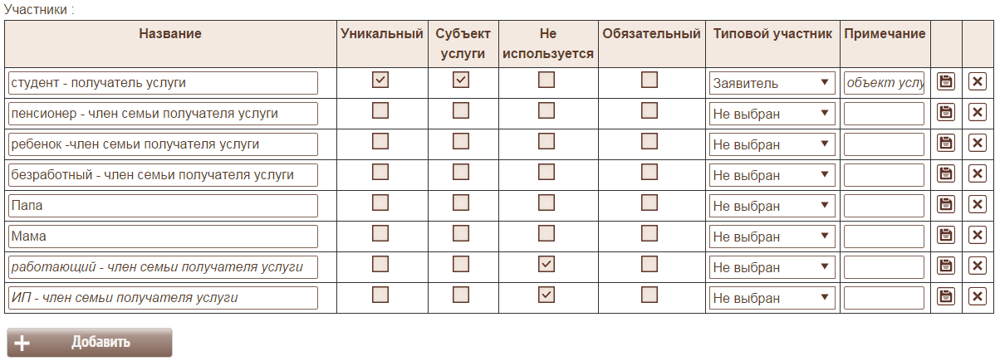 Участники :
Название Уникальный Субъект услуги Не используется Обязательный Типовой участник Примечание
студент - получатель услуги Заявитель объект услу
пенсионер - член семьи получателя услуги Не выбран
ребенок -член семьи получателя услуги Не выбран
безработный - член семьи получателя услуги Не выбран
Папа Не выбран
Мама Не выбран
работающий - член семьи получателя услуги Не выбран
ИП - член семьи получателя услуги Не выбран
Добавить